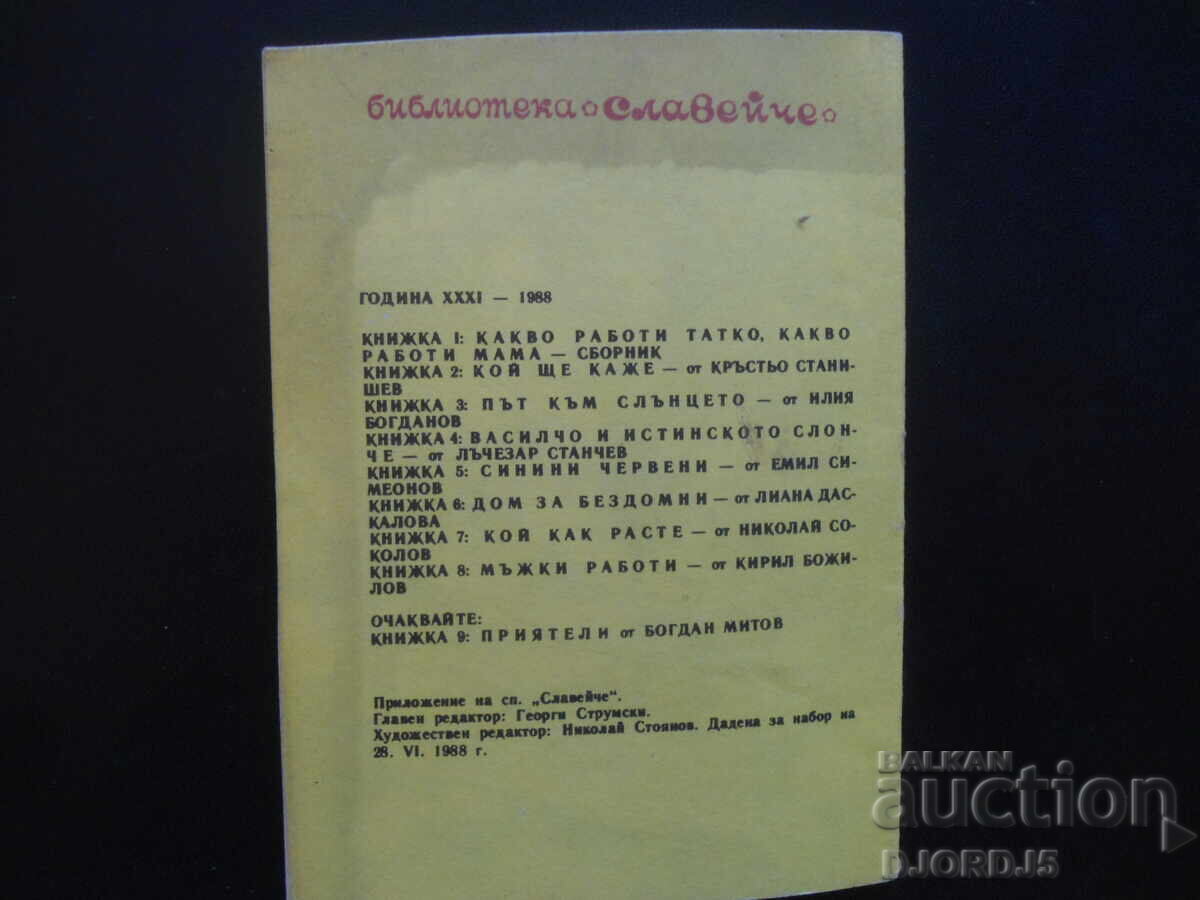 библиотека ✩ Славейче ✩
ГОДИНА XXXI — 1988
КНИЖКА 1: КАКВО РАБОТИ ТАТКО, КАКВО
РАБОТИ МАМА — СБОРНИК
КНИЖКА 2: КОЙ ЩЕ КАЖЕ — от КРЪСТЬО СТАНИ-
ШЕВ
КНИЖКА 3: ПЪТ КЪМ СЛЪНЦЕТО — от ИЛИЯ
БОГДАНОВ
КНИЖКА 4: ВАСИЛЧО И ИСТИНСКОТО СЛОН-
ЧЕ — от ЛЪЧЕЗАР СТАНЧЕВ
КНИЖКА 5: СИНИНИ ЧЕРВЕНИ — от ЕМИЛ СИ-
МЕОНОВ
КНИЖКА 6: ДОМ ЗА БЕЗДОМНИ — от ЛИАНА ДАС-
КАЛОВА
КНИЖКА 7: КОЙ КАК РАСТЕ — от НИКОЛАЙ СО-
КОЛОВ
КНИЖКА 8: МЪЖКИ РАБОТИ — от КИРИЛ БОЖИ-
ЛОВ
ОЧАКВАЙТЕ:
КНИЖКА 9: ПРИЯТЕЛИ от БОГДАН МИТОВ
Приложение на сп. „Славейче“.
Главен редактор: Георги Струмски.
Художествен редактор: Николай Стоянов. Дадена за набор на
28. VI. 1988 г.
BALKAN
auction
DJORDJ5